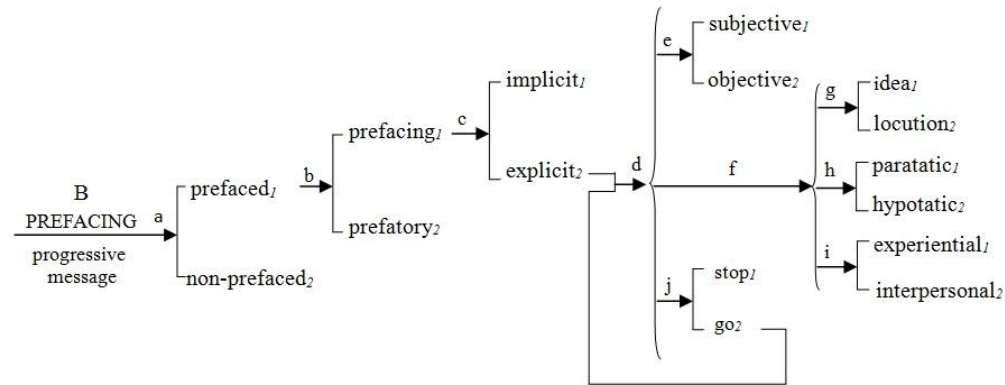 B
PREFACING
progressive
message
a
prefaced1
non-prefaced2
b
prefacing1
prefatory2
c
implicit1
explicit2
d
e
subjective1
objective2
f
g
idea1
locution2
h
paratatic1
hypotatic2
i
experiential1
interpersonal2
j
stop1
go2